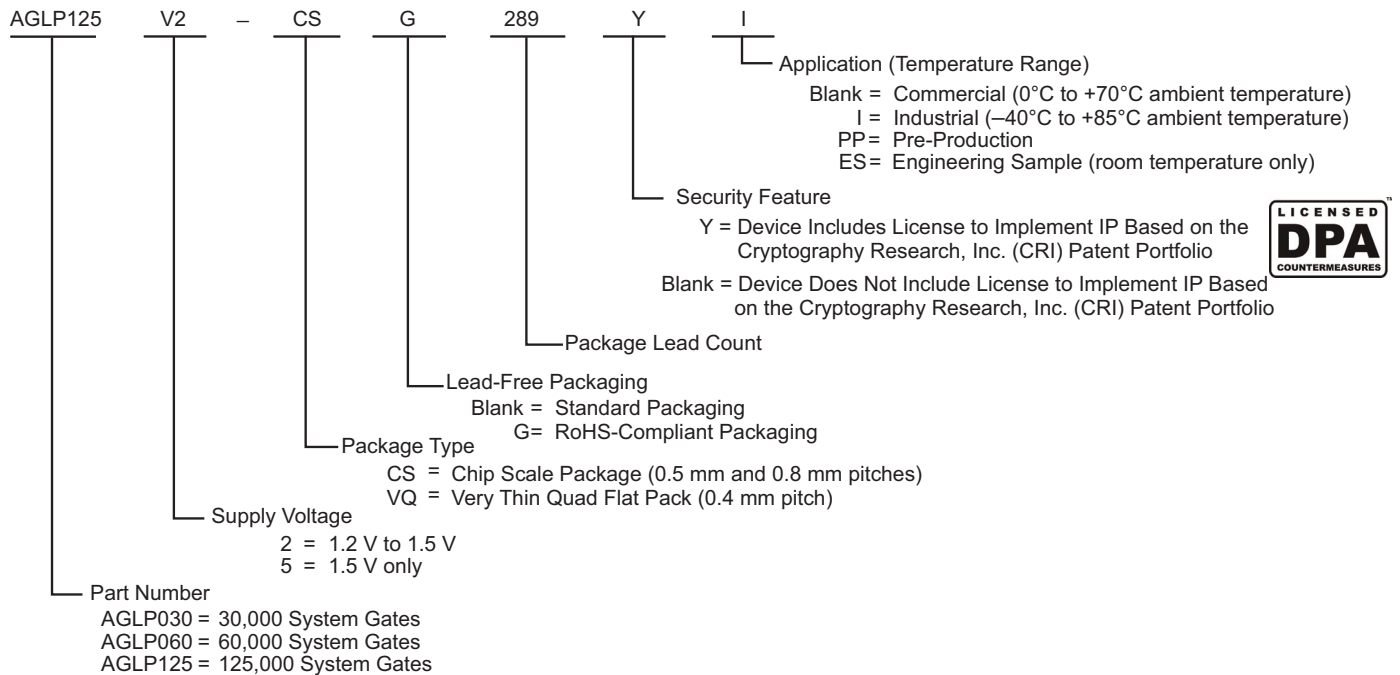 AGLP125 V2 – CS G 289 Y I
Application (Temperature Range)
Blank = Commercial (0°C to +70°C ambient temperature)
I = Industrial (–40°C to +85°C ambient temperature)
PP= Pre-Production
ES= Engineering Sample (room temperature only)
Security Feature
Y = Device Includes License to Implement IP Based on the
Cryptography Research, Inc. (CRI) Patent Portfolio
Blank = Device Does Not Include License to Implement IP Based
on the Cryptography Research, Inc. (CRI) Patent Portfolio
LICENSED
DPA
COUNTERMEASURES
™
Package Lead Count
Lead-Free Packaging
Blank = Standard Packaging
G= RoHS-Compliant Packaging
Package Type
CS = Chip Scale Package (0.5 mm and 0.8 mm pitches)
VQ = Very Thin Quad Flat Pack (0.4 mm pitch)
Supply Voltage
2 = 1.2 V to 1.5 V
5 = 1.5 V only
Part Number
AGLP030 = 30,000 System Gates
AGLP060 = 60,000 System Gates
AGLP125 = 125,000 System Gates